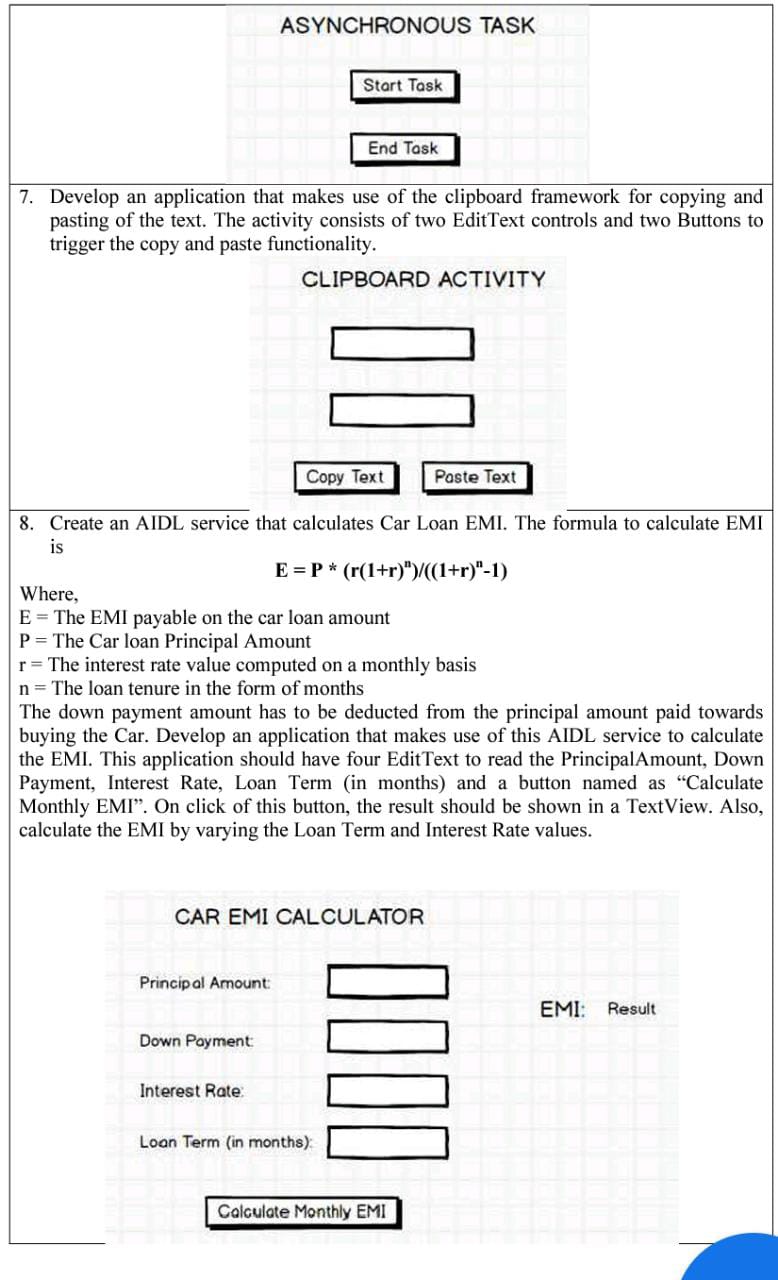 ASYNCHRONOUS TASK
Start Task
End Task
7. Develop an application that makes use of the clipboard framework for copying and
pasting of the text. The activity consists of two EditText controls and two Buttons to
trigger the copy and paste functionality.
CLIPBOARD ACTIVITY
Copy Text Paste Text
8. Create an AIDL service that calculates Car Loan EMI. The formula to calculate EMI
is
E = P * (r(1+r)ⁿ)/((1+r)ⁿ-1)
Where,
E = The EMI payable on the car loan amount
P = The Car loan Principal Amount
r = The interest rate value computed on a monthly basis
n = The loan tenure in the form of months
The down payment amount has to be deducted from the principal amount paid towards
buying the Car. Develop an application that makes use of this AIDL service to calculate
the EMI. This application should have four EditText to read the PrincipalAmount, Down
Payment, Interest Rate, Loan Term (in months) and a button named as “Calculate
Monthly EMI”. On click of this button, the result should be shown in a TextView. Also,
calculate the EMI by varying the Loan Term and Interest Rate values.
CAR EMI CALCULATOR
Principal Amount:
EMI: Result
Down Payment:
Interest Rate:
Loan Term (in months):
Calculate Monthly EMI